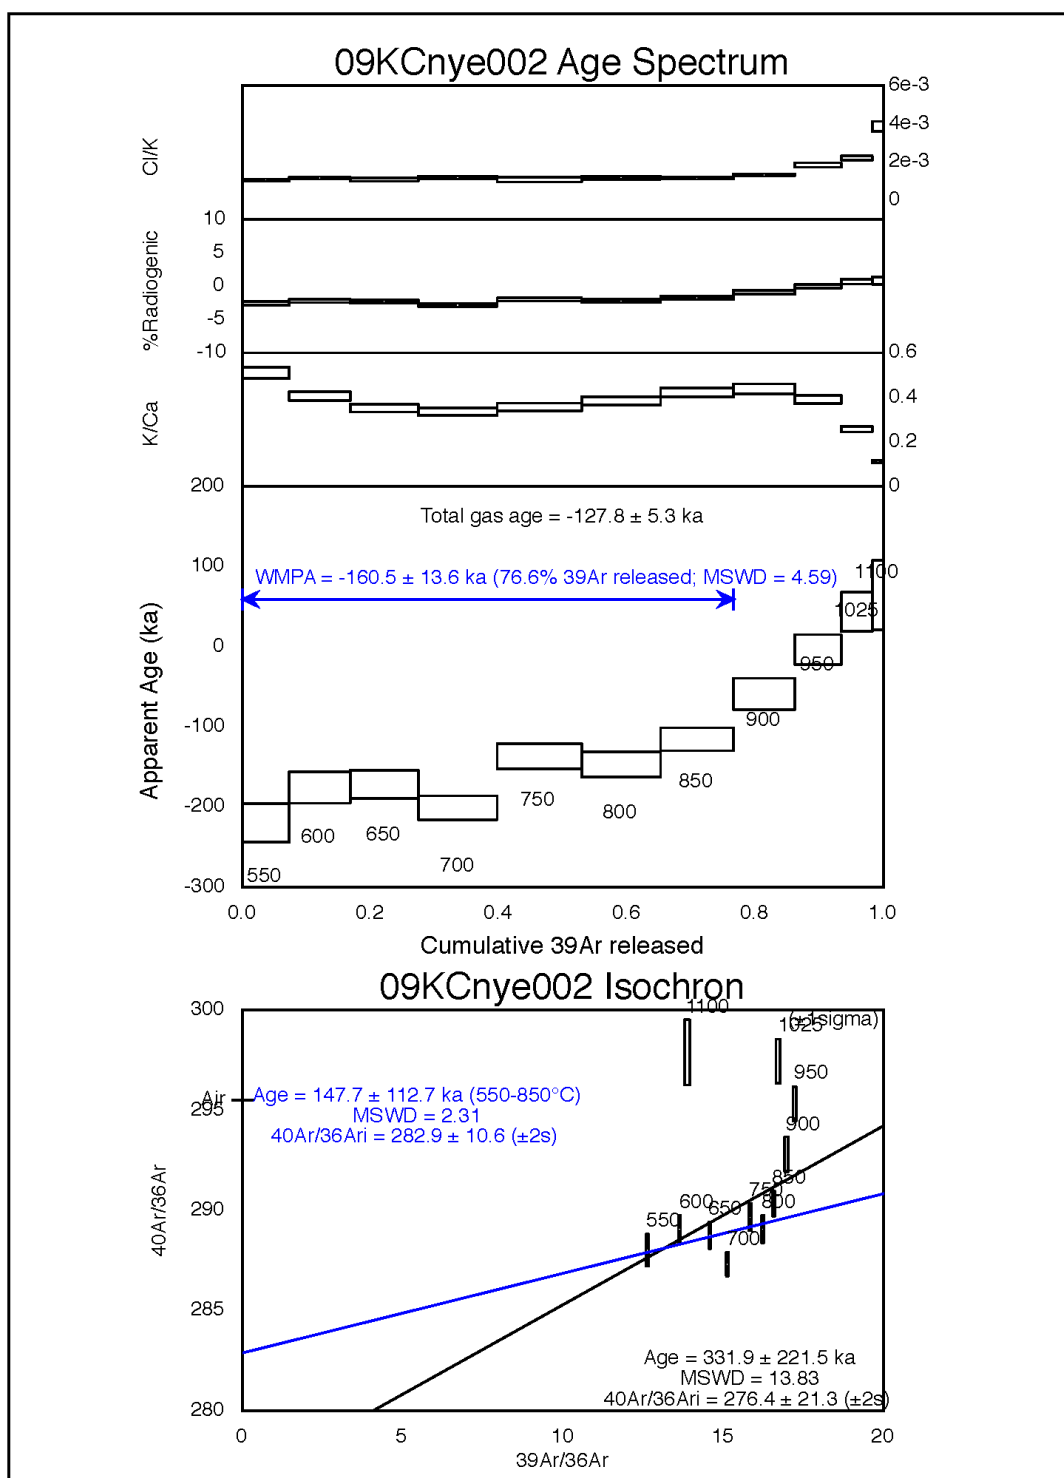 09KCnye002 Age Spectrum
6e-3
4e-3
2e-3
0
Cl/K
10
5
0
-5
-10
%Radiogenic
0.6
0.4
0.2
0
K/Ca
200
100
0
-100
-200
-300
Apparent Age (ka)
Total gas age = -127.8 ± 5.3 ka
WMPA = -160.5 ± 13.6 ka (76.6% 39Ar released; MSWD = 4.59)
1100
1025
950
900
850
800
750
700
650
600
550
0.0 0.2 0.4 0.6 0.8 1.0
Cumulative 39Ar released
09KCnye002 Isochron
300
295
290
285
280
Air
40Ar/36Ar
(±1sigma)
1100
1025
950
900
850
750
800
600
650
550
700
Age = 147.7 ± 112.7 ka (550-850°C)
MSWD = 2.31
40Ar/36Ari = 282.9 ± 10.6 (±2s)
Age = 331.9 ± 221.5 ka
MSWD = 13.83
40Ar/36Ari = 276.4 ± 21.3 (±2s)
0 5 10 15 20
39Ar/36Ar